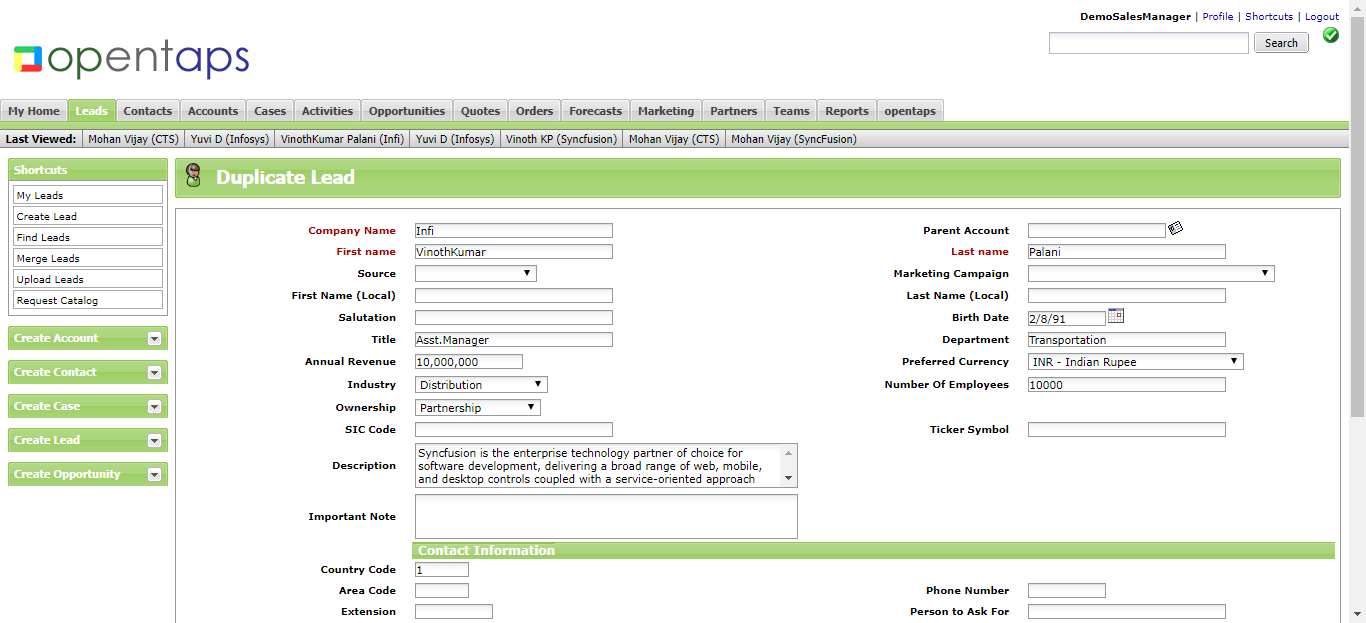 DemoSalesManager | Profile | Shortcuts | Logout
opentaps
Search
My Home Leads Contacts Accounts Cases Activities Opportunities Quotes Orders Forecasts Marketing Partners Teams Reports opentaps
Last Viewed: Mohan Vijay (CTS) Yuvi D (Infosys) VinothKumar Palani (Infi) Yuvi D (Infosys) Vinoth KP (Syncfusion) Mohan Vijay (CTS) Mohan Vijay (SyncFusion)
Shortcuts
My Leads
Create Lead
Find Leads
Merge Leads
Upload Leads
Request Catalog
Create Account
Create Contact
Create Case
Create Lead
Create Opportunity
Duplicate Lead
Company Name Infi Parent Account
First name VinothKumar Last name Palani
Source Marketing Campaign
First Name (Local) Last Name (Local)
Salutation Birth Date 2/8/91
Title Asst.Manager Department Transportation
Annual Revenue 10,000,000 Preferred Currency INR - Indian Rupee
Industry Distribution Number Of Employees 10000
Ownership Partnership
SIC Code Ticker Symbol
Description Syncfusion is the enterprise technology partner of choice for
software development, delivering a broad range of web, mobile,
and desktop controls coupled with a service-oriented approach
Important Note
Contact Information
Country Code 1
Area Code Phone Number
Extension Person to Ask For